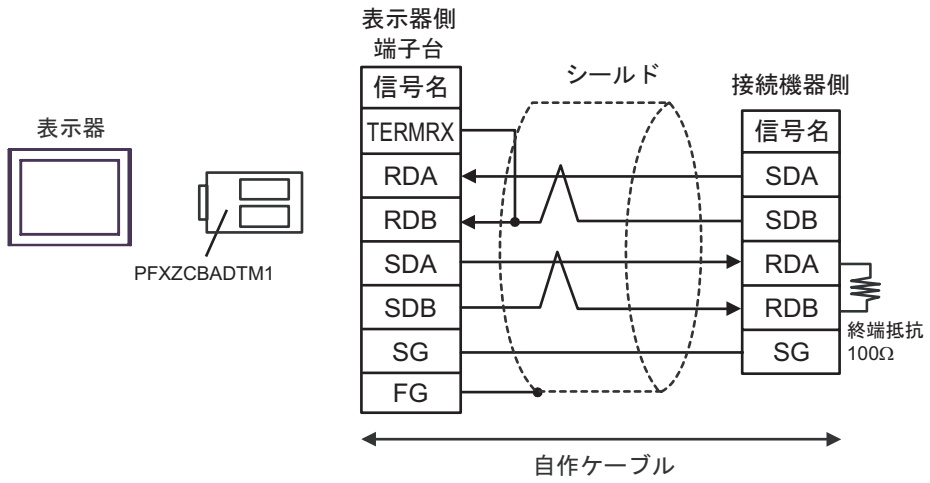 表示器側
端子台
信号名
TERMRX
RDA
RDB
SDA
SDB
SG
FG
シールド
接続機器側
信号名
SDA
SDB
RDA
RDB
SG
終端抵抗
100Ω
表示器
PFXZCBADTM1
自作ケーブル